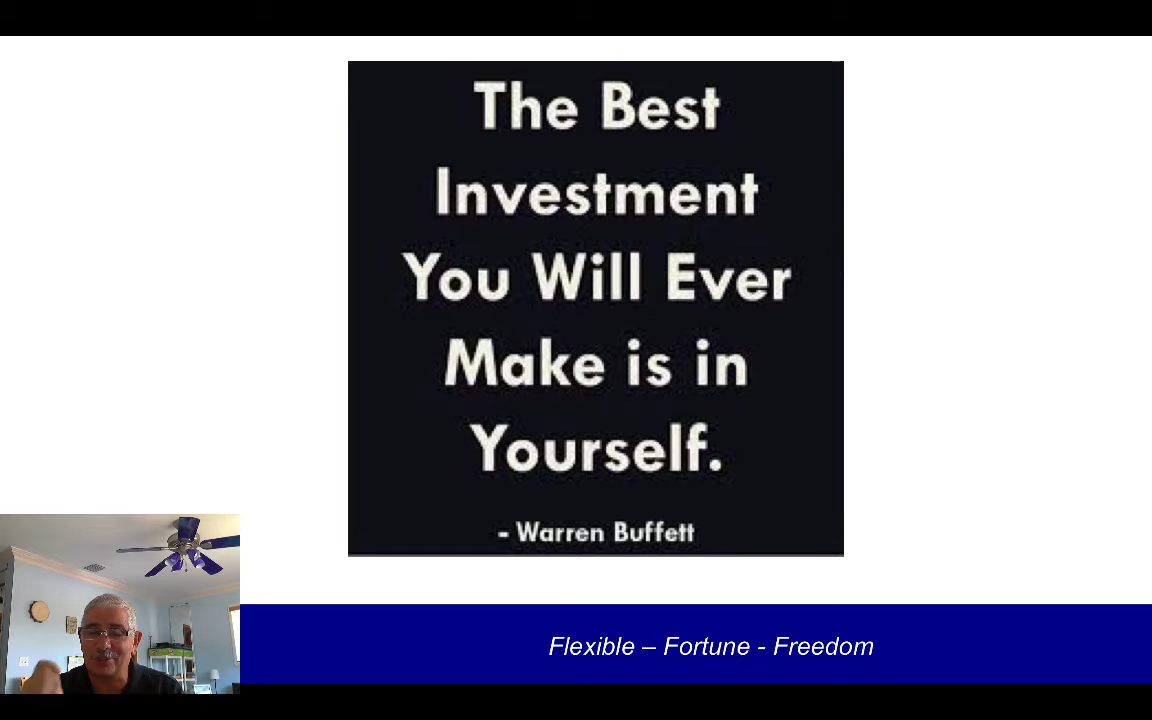 The Best
Investment
You Will Ever
Make is in
Yourself.
- Warren Buffett
Flexible – Fortune - Freedom